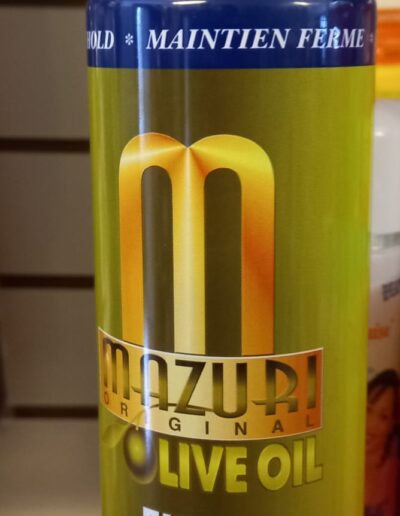 HOLD * MAINTIEN FERME *
M
MAZURI
ORIGINAL
OLIVE OIL